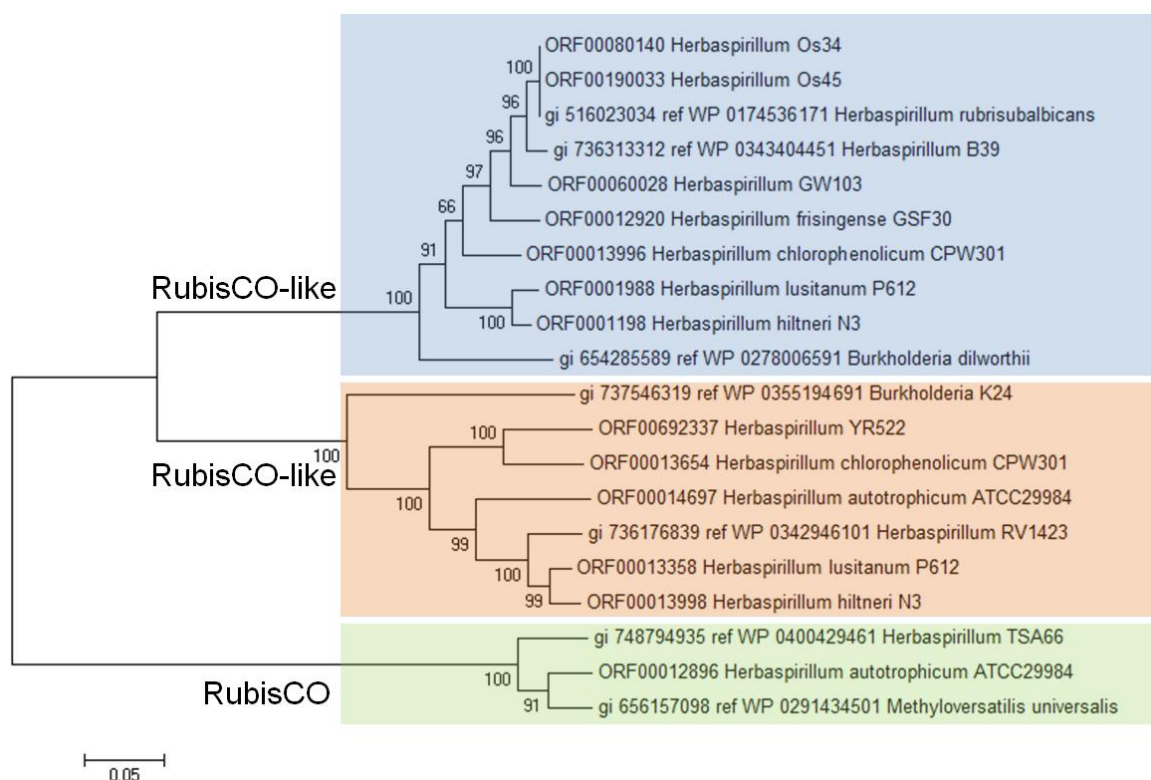 ORF00080140 Herbaspirillum Os34
100
ORF00190033 Herbaspirillum Os45
96
gi 516023034 ref WP 0174536171 Herbaspirillum rubrisubalbicans
96
gi 736313312 ref WP 0343404451 Herbaspirillum B39
97
ORF00060028 Herbaspirillum GW103
66
ORF00012920 Herbaspirillum frisingense GSF30
91
ORF00013996 Herbaspirillum chlorophenolicum CPW301
RubisCO-like
100
ORF0001988 Herbaspirillum lusitanum P612
100
ORF0001198 Herbaspirillum hiltneri N3
gi 654285589 ref WP 0278006591 Burkholderia dilworthii
gi 737546319 ref WP 0355194691 Burkholderia K24
100
ORF00692337 Herbaspirillum YR522
100
RubisCO-like
ORF00013654 Herbaspirillum chlorophenolicum CPW301
100
ORF00014697 Herbaspirillum autotrophicum ATCC29984
99
gi 736176839 ref WP 0342946101 Herbaspirillum RV1423
100
ORF00013358 Herbaspirillum lusitanum P612
99
ORF00013998 Herbaspirillum hiltneri N3
gi 748794935 ref WP 0400429461 Herbaspirillum TSA66
100
RubisCO
ORF00012896 Herbaspirillum autotrophicum ATCC29984
91
gi 656157098 ref WP 0291434501 Methyloversatilis universalis
0.05